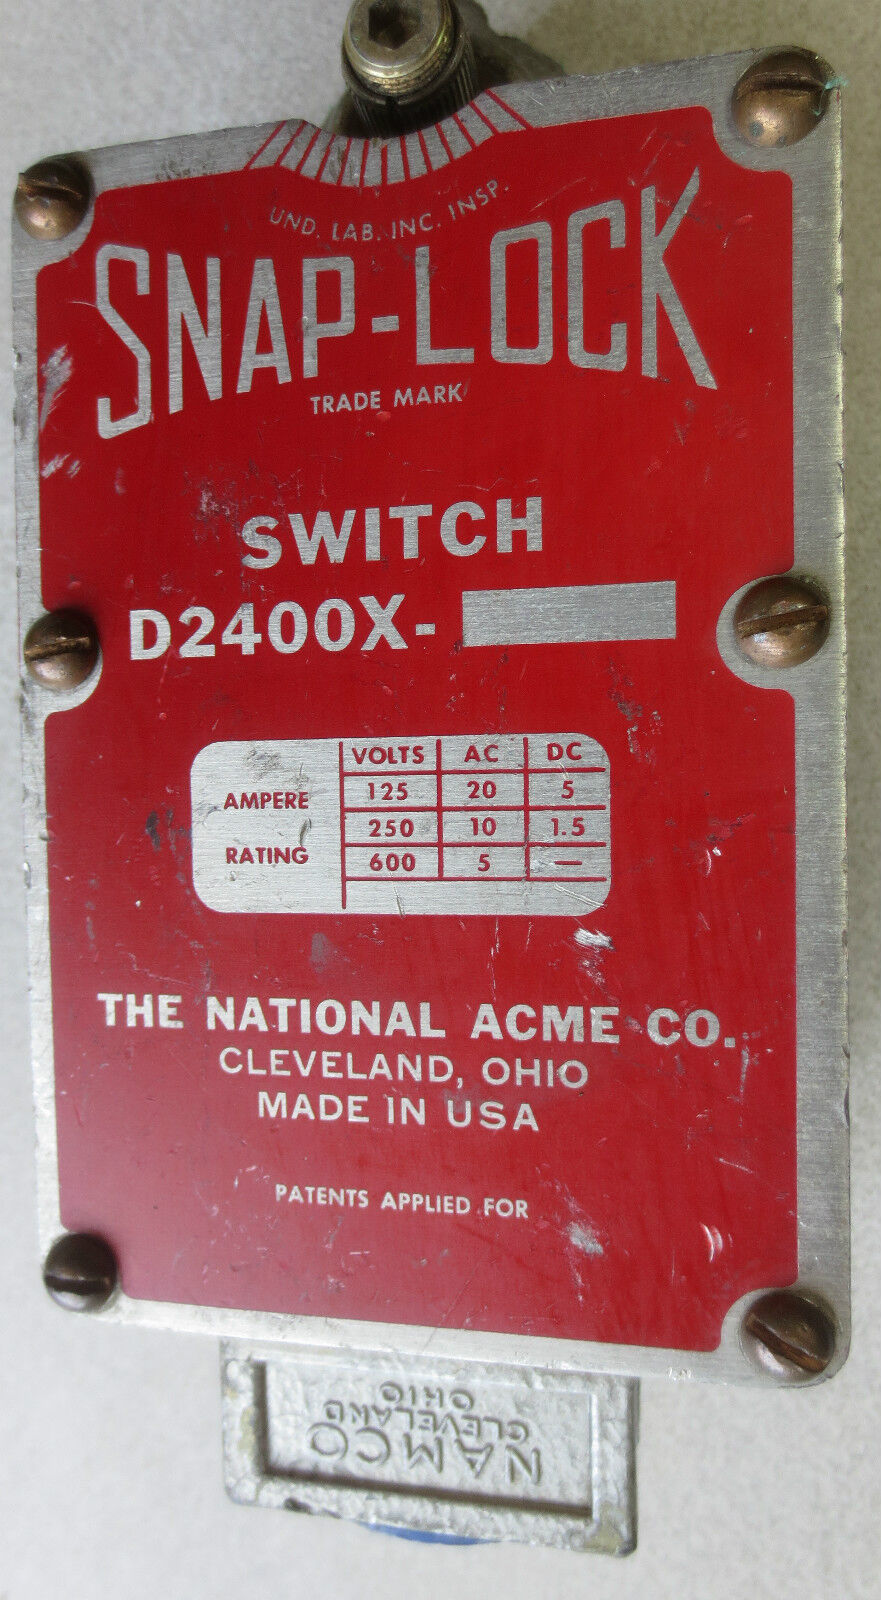 UND. LAB. INC. INSP.
SNAP-LOCK
TRADE MARK
SWITCH
D2400X-
AMPERE RATING
VOLTS AC DC
125 20 5
250 10 1.5
600 5 —
THE NATIONAL ACME CO.
CLEVELAND, OHIO
MADE IN USA
PATENTS APPLIED FOR
NAMCO
CLEVELAND
OHIO